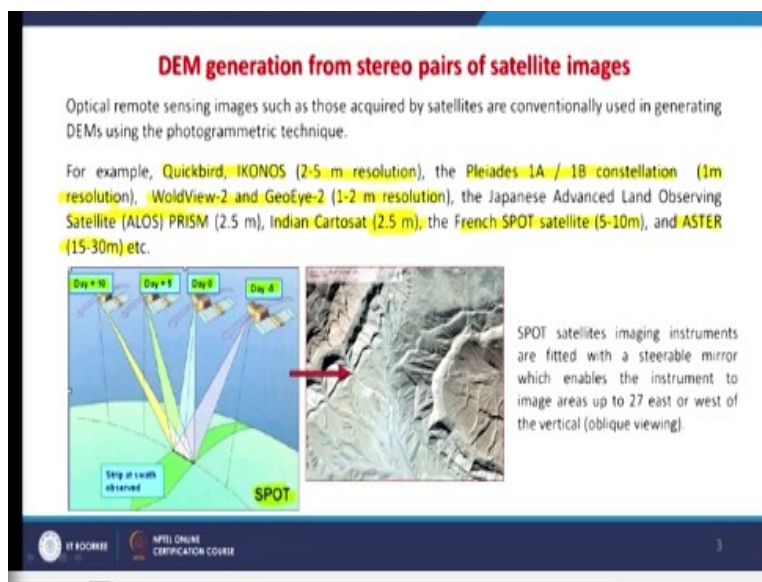 DEM generation from stereo pairs of satellite images
Optical remote sensing images such as those acquired by satellites are conventionally used in generating
DEMs using the photogrammetric technique.
For example, Quickbird, IKONOS (2-5 m resolution), the Pleiades 1A / 1B constellation (1m
resolution), WoldView-2 and GeoEye-2 (1-2 m resolution), the Japanese Advanced Land Observing
Satellite (ALOS) PRISM (2.5 m), Indian Cartosat (2.5 m), the French SPOT satellite (5-10m), and ASTER
(15-30m) etc.
Day + 10 Day + 5 Day 0 Day -5
SPOT satellites imaging instruments
are fitted with a steerable mirror
which enables the instrument to
image areas up to 27 east or west of
the vertical (oblique viewing)
Strip at swath
observed
SPOT
IIT ROORKEE
NPTEL ONLINE
CERTIFICATION COURSE
3